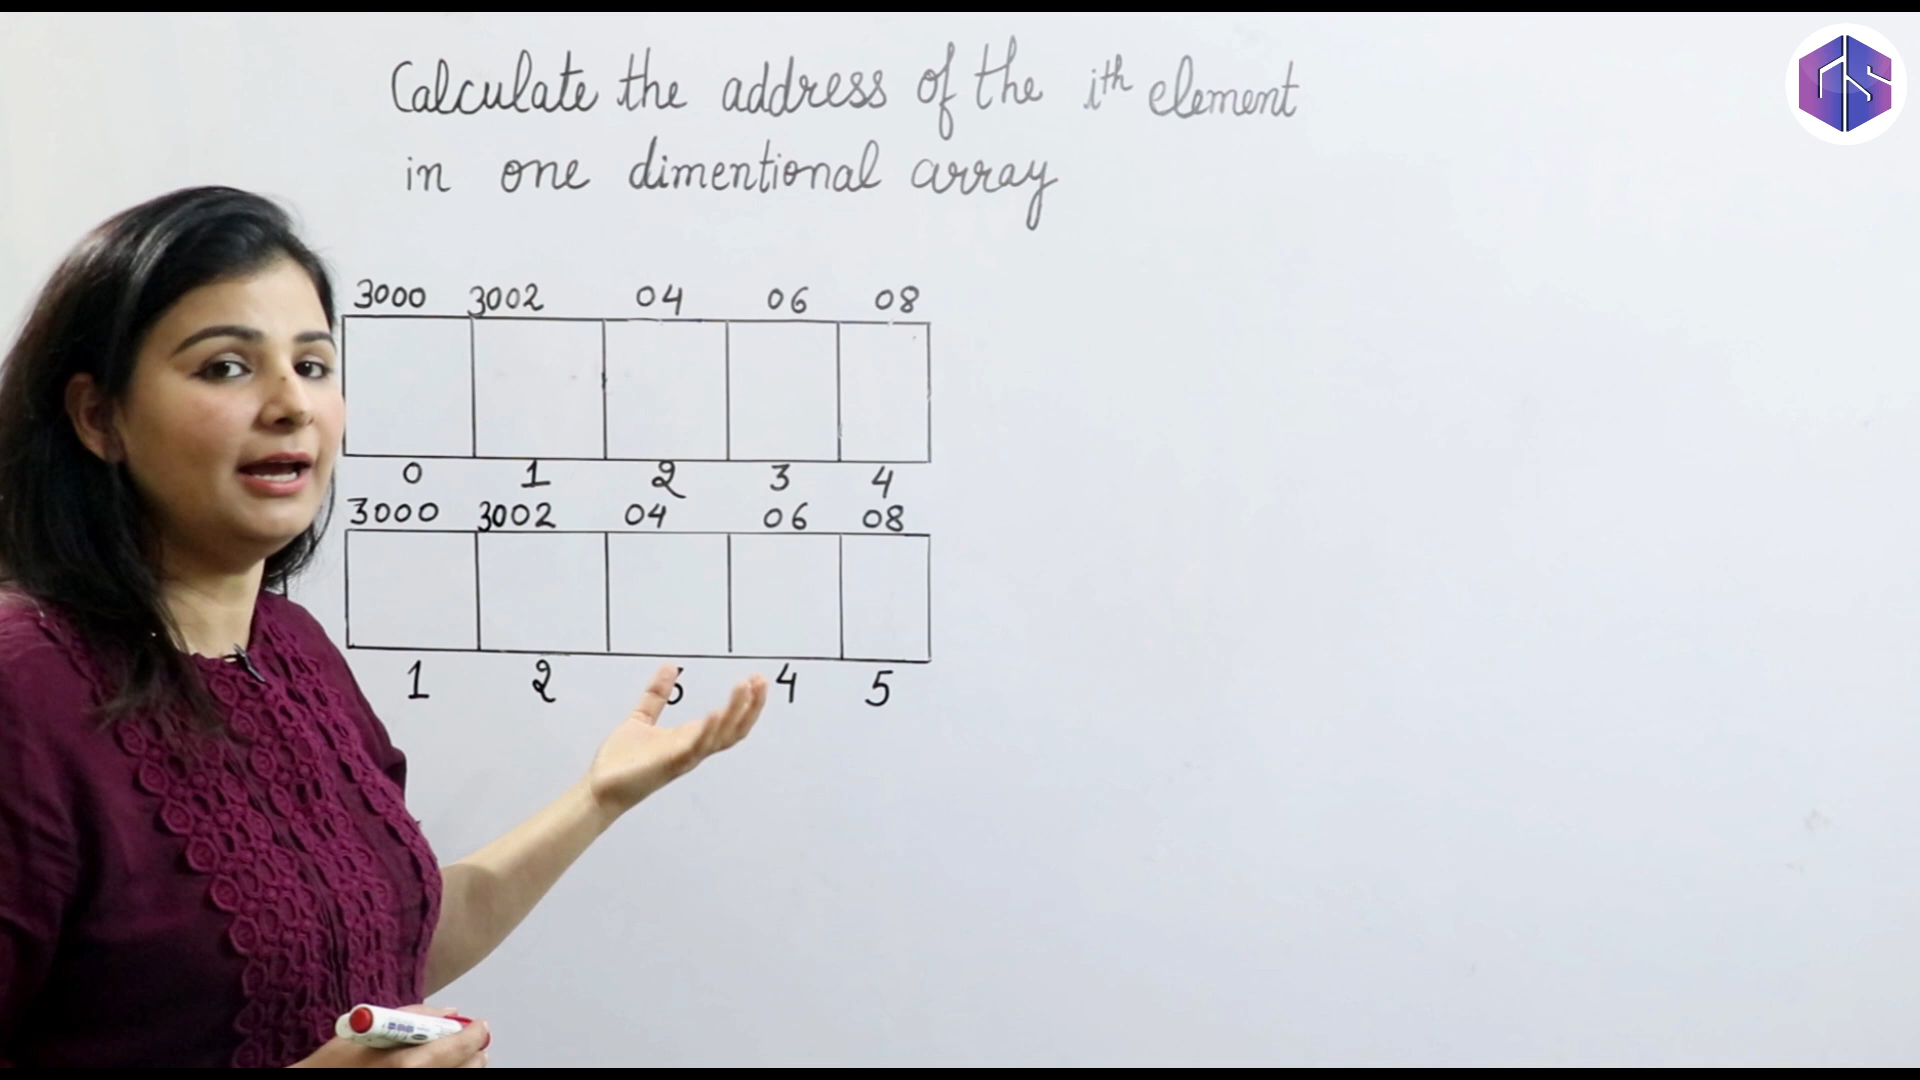 Calculate the address of the ith element
in one dimentional array
3000 3002 04 06 08
0 1 2 3 4
3000 3002 04 06 08
1 2 3 4 5